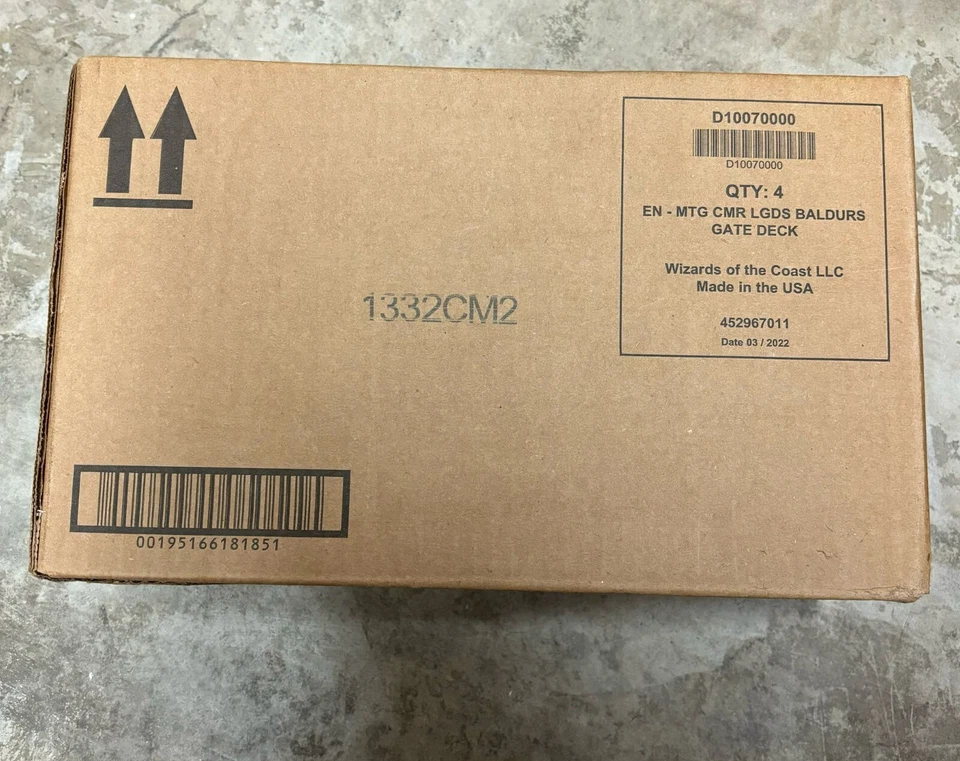 D10070000
D10070000
QTY: 4
EN - MTG CMR LGDS BALDURS
GATE DECK
Wizards of the Coast LLC
Made in the USA
452967011
Date 03 / 2022
1332CM2
00195166181851